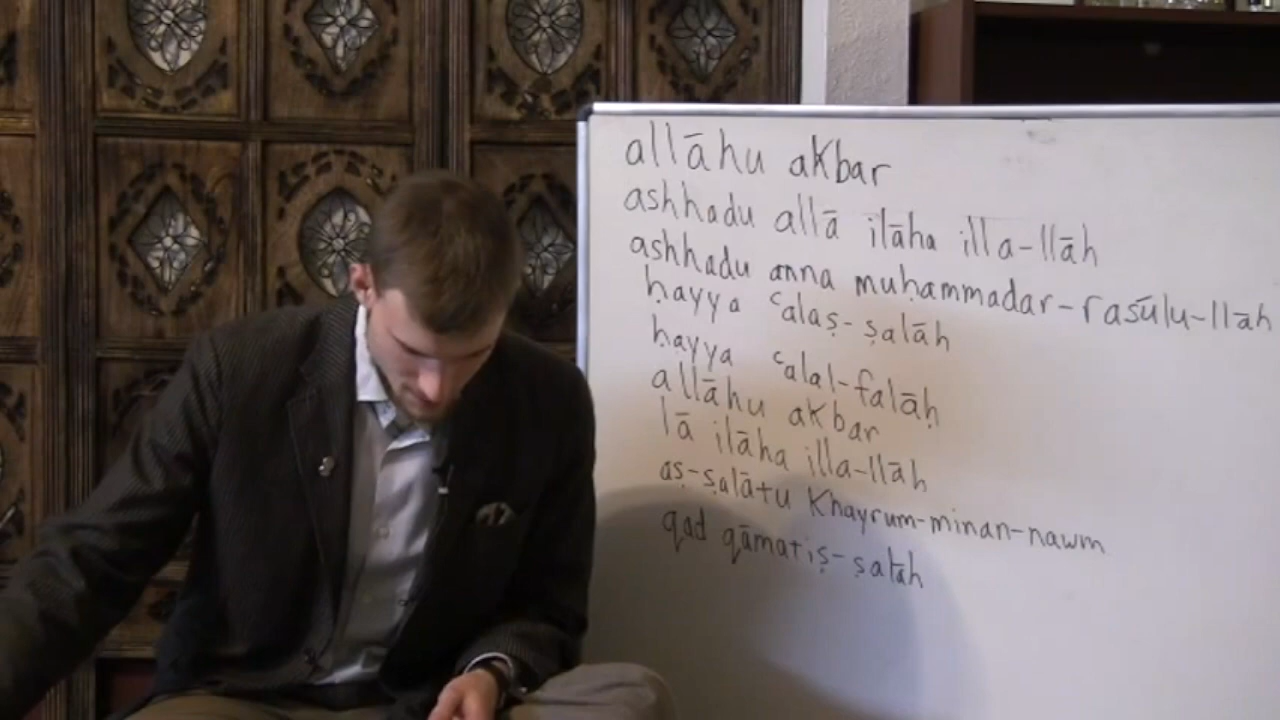 allāhu akbar
ashhadu allā ilāha illa-llāh
ashhadu anna muḥammadar-rasūlu-llāh
ḥayya ʿalaṣ-ṣalāh
ḥayya ʿalal-falāḥ
allāhu akbar
lā ilāha illa-llāh
aṣ-ṣalātu khayrum-minan-nawm
qad qāmatiṣ-ṣalāh